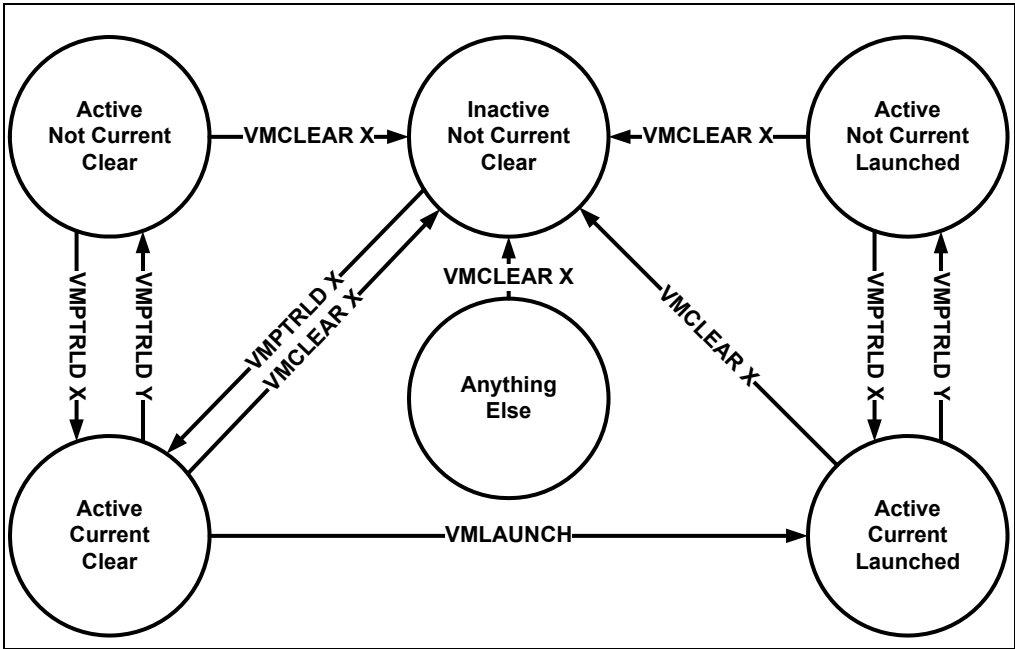 Active
Not Current
Clear
VMCLEAR X
Inactive
Not Current
Clear
VMCLEAR X
Active
Not Current
Launched
VMPTRLD X
VMPTRLD Y
VMPTRLD X
VMCLEAR X
VMCLEAR X
Anything
Else
VMCLEAR X
VMPTRLD X
VMPTRLD Y
Active
Current
Clear
VMLAUNCH
Active
Current
Launched